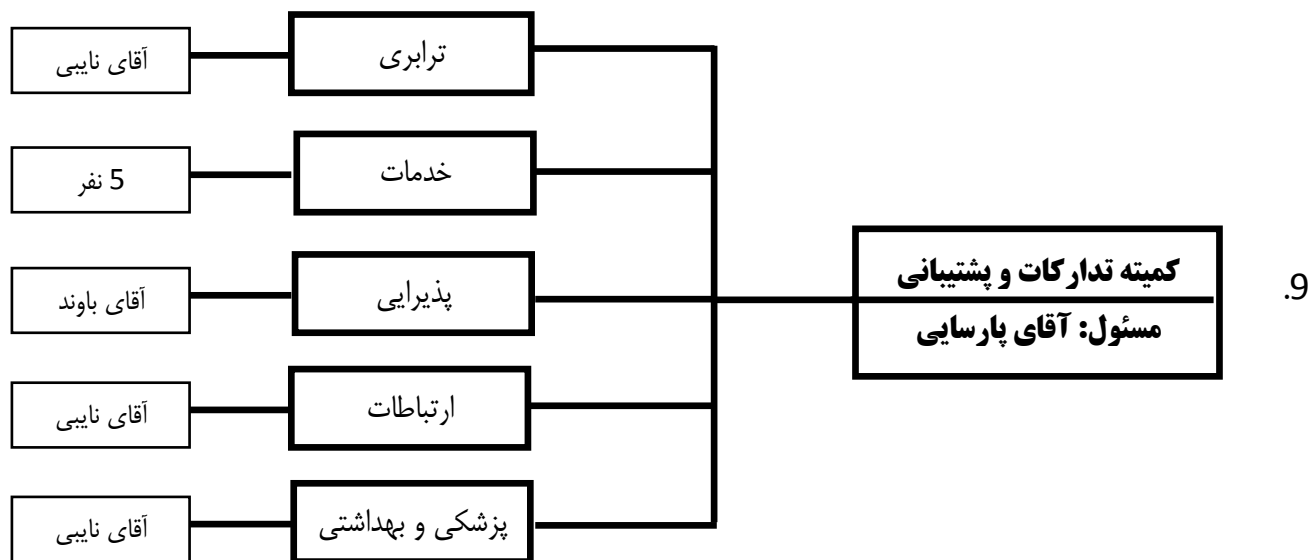 9.
کمیته تدارکات و پشتیبانی
مسئول: آقای پارسایی
ترابری
آقای نایبی
خدمات
5 نفر
پذیرایی
آقای باوند
ارتباطات
آقای نایبی
پزشکی و بهداشتی
آقای نایبی